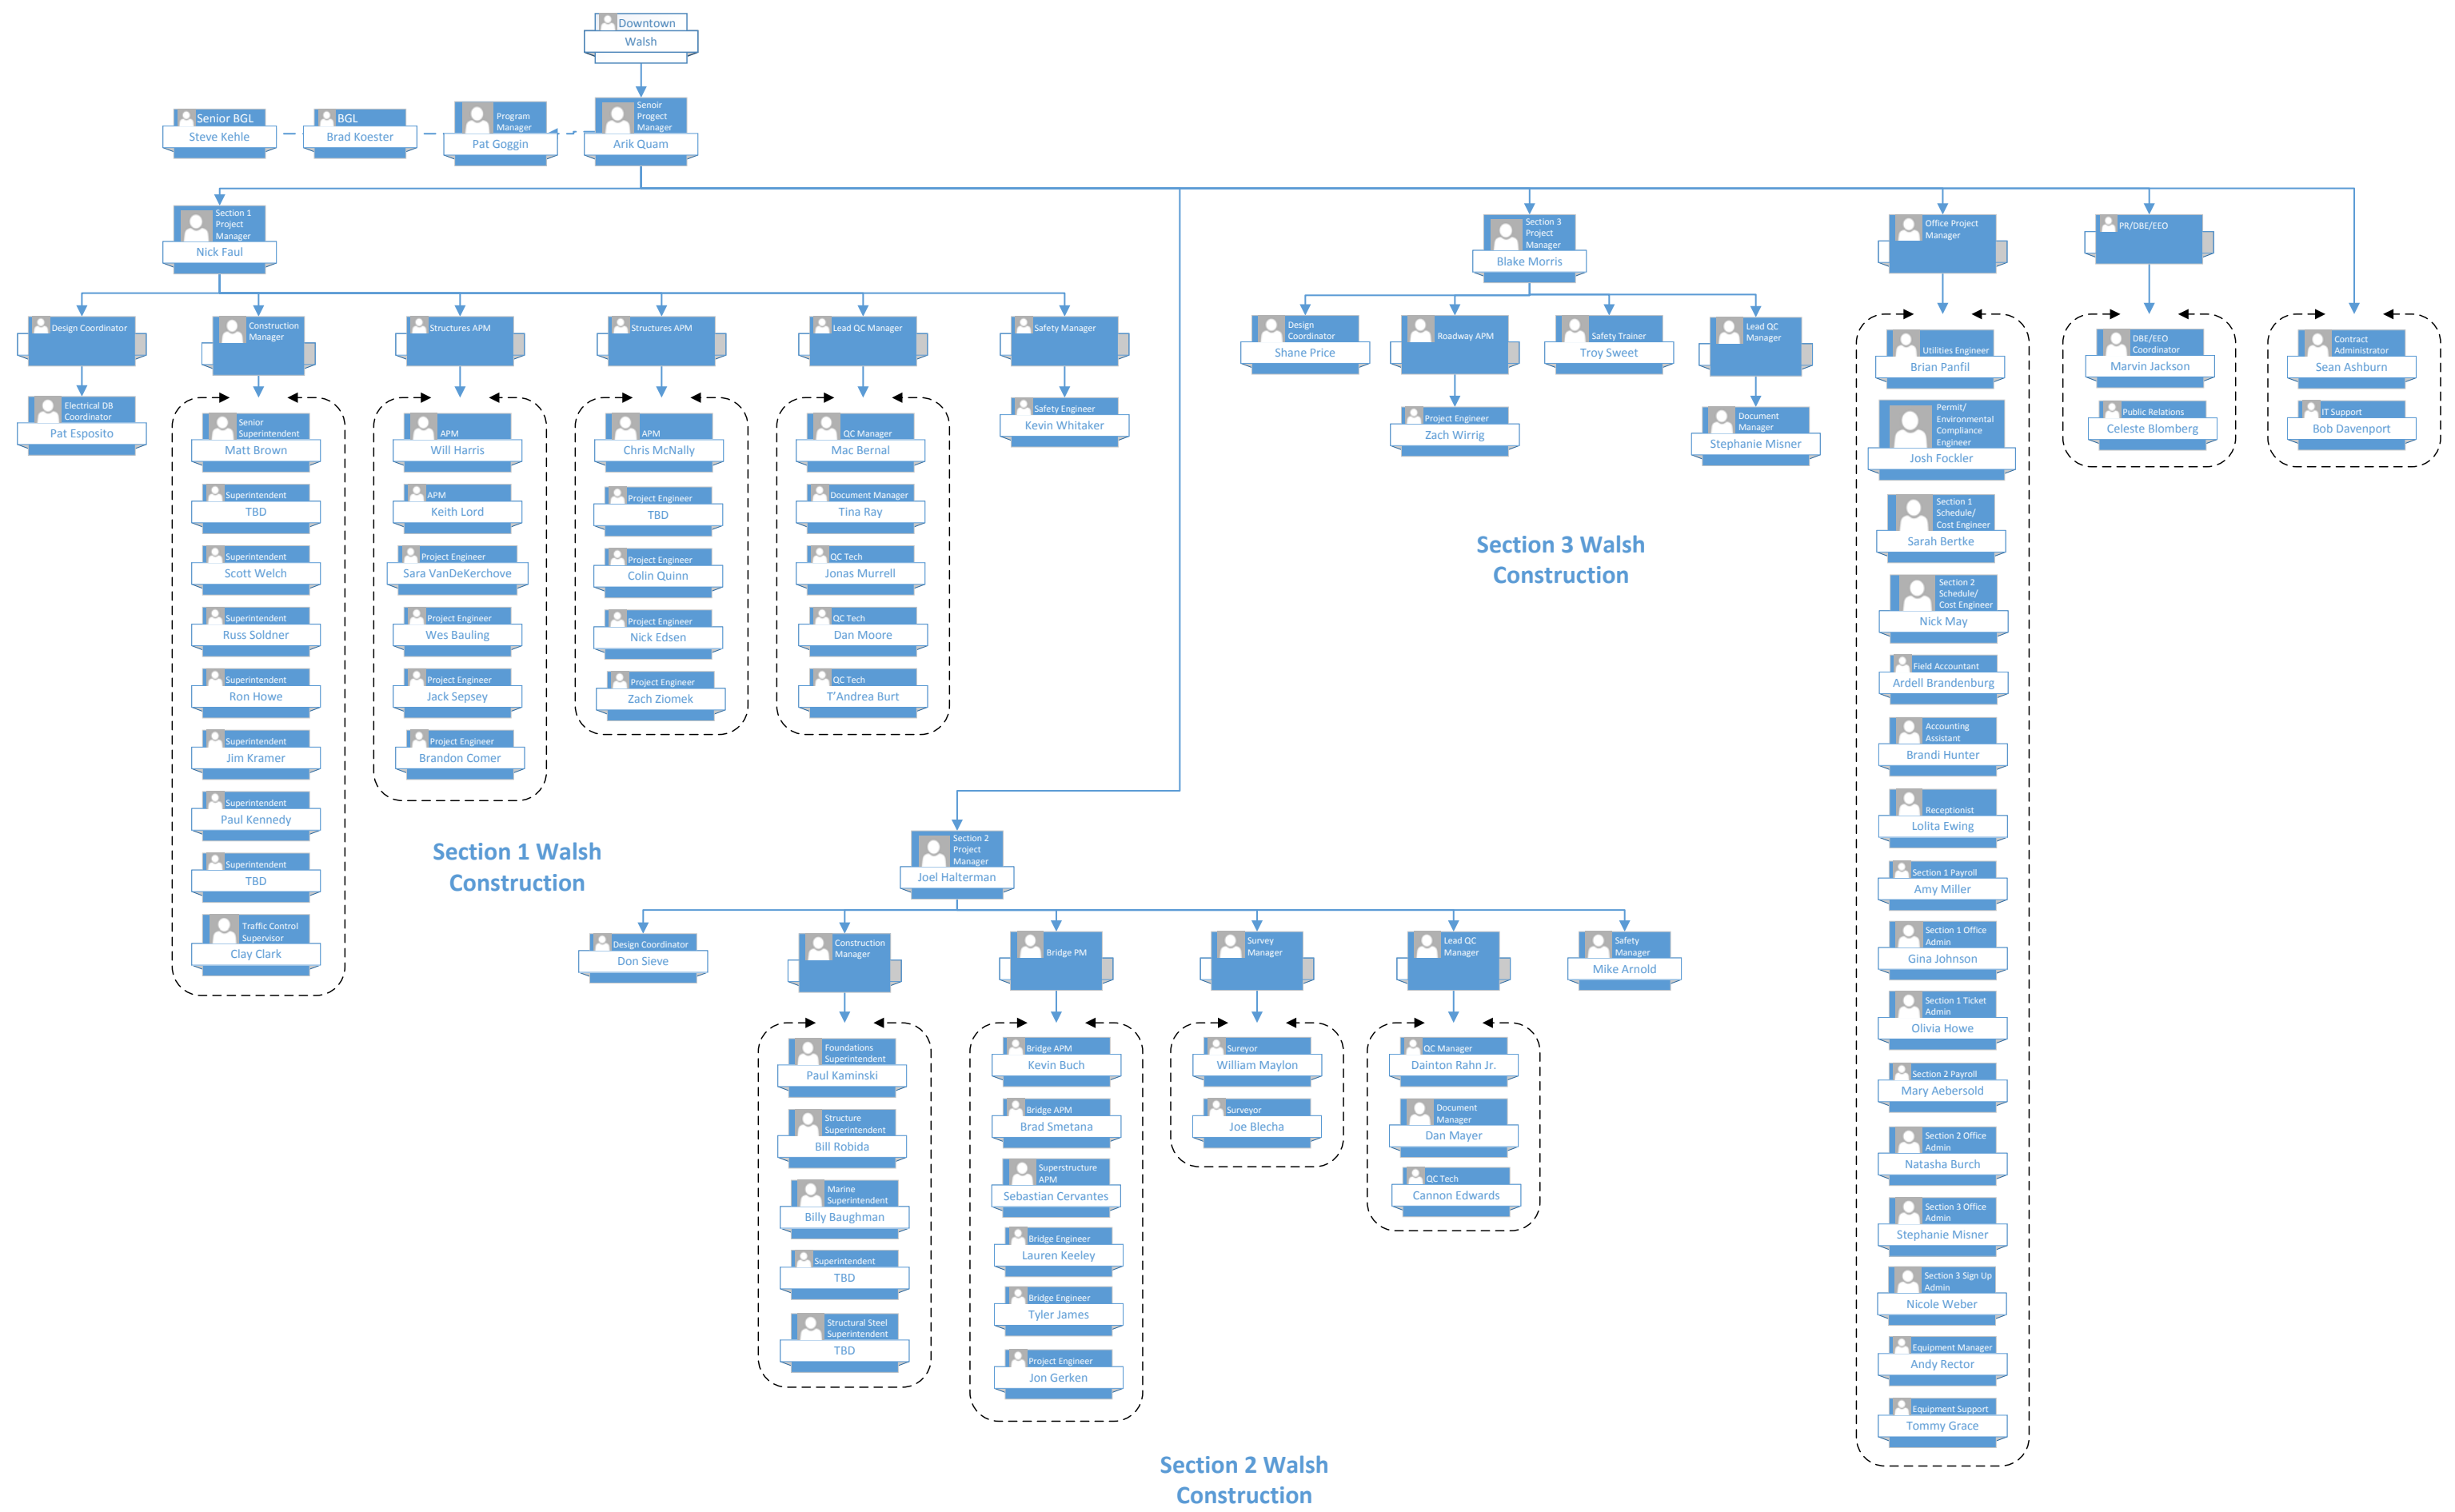 Downtown
Walsh
Senior BGL
Steve Kehle
BGL
Brad Koester
Program
Manager
Pat Goggin
Senoir
Progect
Manager
Arik Quam
Section 1
Project
Manager
Nick Faul
Design Coordinator
Electrical DB
Coordinator
Pat Esposito
Construction
Manager
Senior
Superintendent
Matt Brown
Superintendent
TBD
Superintendent
Scott Welch
Superintendent
Russ Soldner
Superintendent
Ron Howe
Superintendent
Jim Kramer
Superintendent
Paul Kennedy
Superintendent
TBD
Traffic Control
Supervisor
Clay Clark
Structures APM
APM
Will Harris
APM
Keith Lord
Project Engineer
Sara VanDeKerchove
Project Engineer
Wes Bauling
Project Engineer
Jack Sepsey
Project Engineer
Brandon Comer
Structures APM
APM
Chris McNally
Project Engineer
TBD
Project Engineer
Colin Quinn
Project Engineer
Nick Edsen
Project Engineer
Zach Ziomek
Lead QC Manager
QC Manager
Mac Bernal
Document Manager
Tina Ray
QC Tech
Jonas Murrell
QC Tech
Dan Moore
QC Tech
T’Andrea Burt
Safety Manager
Safety Engineer
Kevin Whitaker
Section 1 Walsh
Construction
Section 2
Project
Manager
Joel Halterman
Design Coordinator
Don Sieve
Construction
Manager
Foundations
Superintendent
Paul Kaminski
Structure
Superintendent
Bill Robida
Marine
Superintendent
Billy Baughman
Superintendent
TBD
Structural Steel
Superintendent
TBD
Bridge PM
Bridge APM
Kevin Buch
Bridge APM
Brad Smetana
Superstructure
APM
Sebastian Cervantes
Bridge Engineer
Lauren Keeley
Bridge Engineer
Tyler James
Project Engineer
Jon Gerken
Survey
Manager
Sureyor
William Maylon
Surveyor
Joe Blecha
Lead QC
Manager
QC Manager
Dainton Rahn Jr.
Document
Manager
Dan Mayer
QC Tech
Cannon Edwards
Safety
Manager
Mike Arnold
Section 2 Walsh
Construction
Section 3
Project
Manager
Blake Morris
Design
Coordinator
Shane Price
Roadway APM
Project Engineer
Zach Wirrig
Safety Trainer
Troy Sweet
Lead QC
Manager
Document
Manager
Stephanie Misner
Section 3 Walsh
Construction
Office Project
Manager
Utilities Engineer
Brian Panfil
Permit/
Environmental
Compliance
Engineer
Josh Fockler
Section 1
Schedule/
Cost Engineer
Sarah Bertke
Section 2
Schedule/
Cost Engineer
Nick May
Field Accountant
Ardell Brandenburg
Accounting
Assistant
Brandi Hunter
Receptionist
Lolita Ewing
Section 1 Payroll
Amy Miller
Section 1 Office
Admin
Gina Johnson
Section 1 Ticket
Admin
Olivia Howe
Section 2 Payroll
Mary Aebersold
Section 2 Office
Admin
Natasha Burch
Section 3 Office
Admin
Stephanie Misner
Section 3 Sign Up
Admin
Nicole Weber
Equipment Manager
Andy Rector
Equipment Support
Tommy Grace
PR/DBE/EEO
DBE/EEO
Coordinator
Marvin Jackson
Public Relations
Celeste Blomberg
Contract
Administrator
Sean Ashburn
IT Support
Bob Davenport